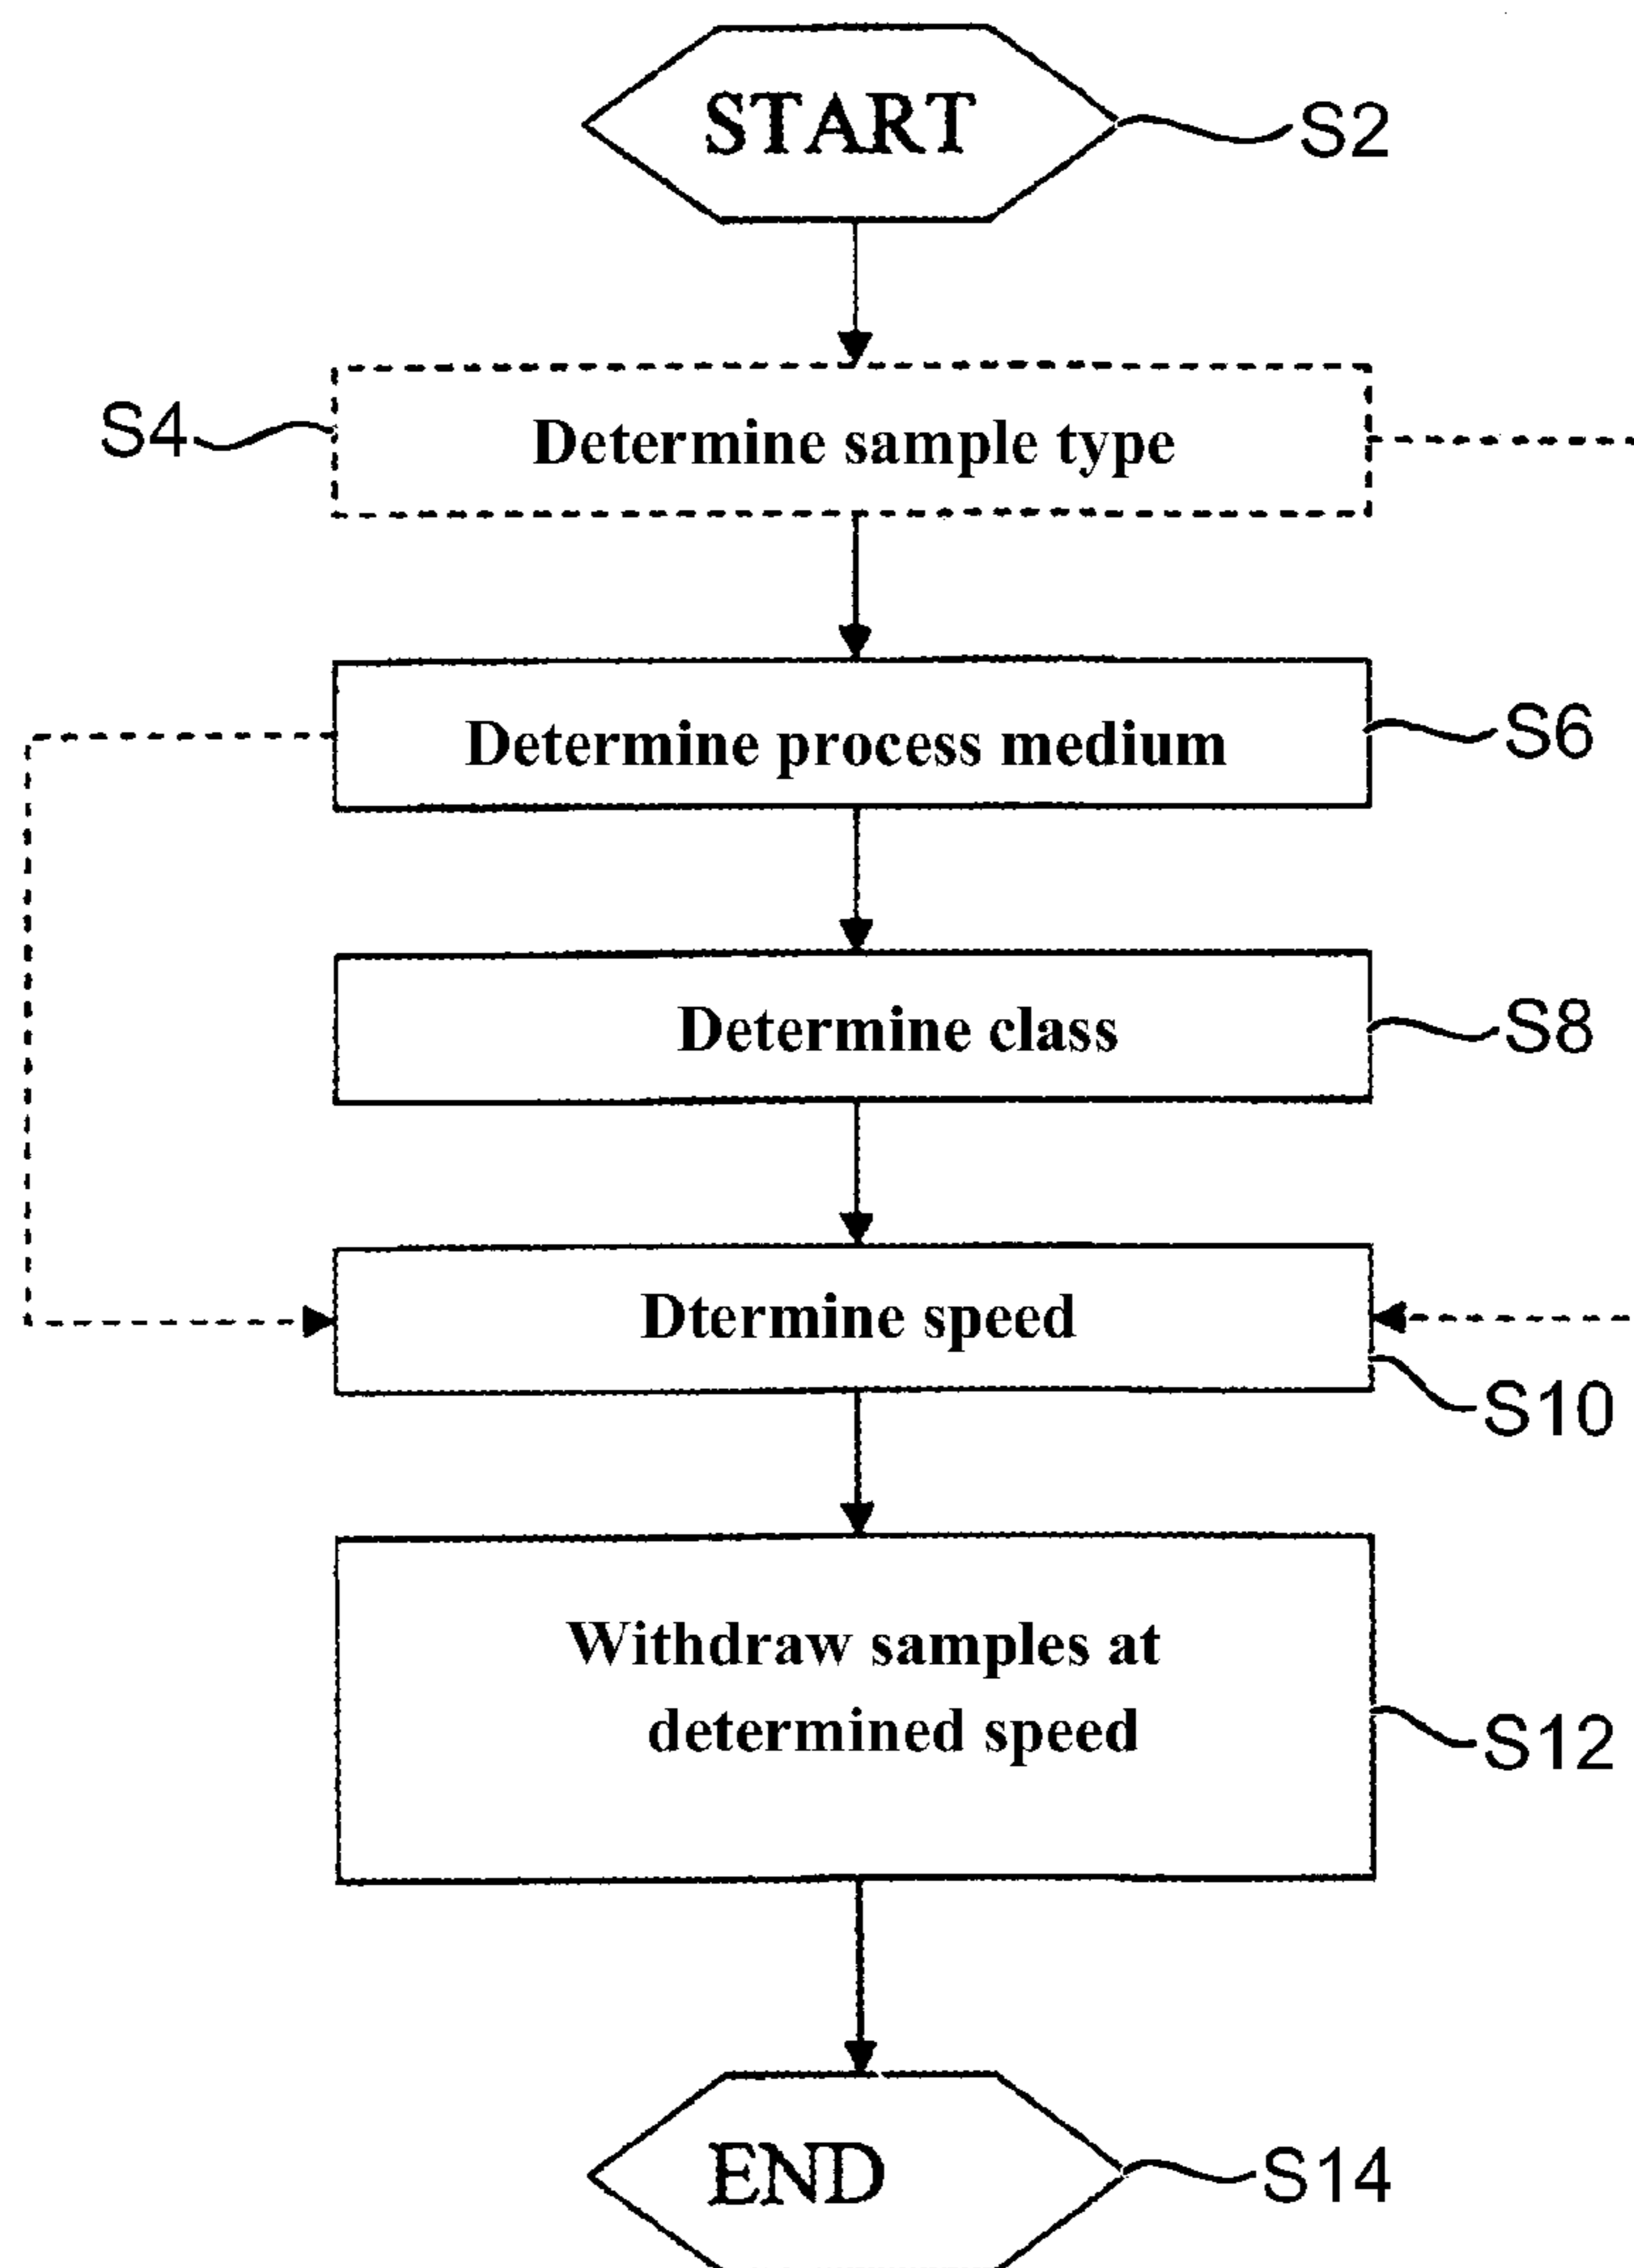 START
S2
S4
Determine sample type
Determine process medium
S6
Determine class
S8
Dtermine speed
S10
Withdraw samples at
determined speed
S12
END
S14